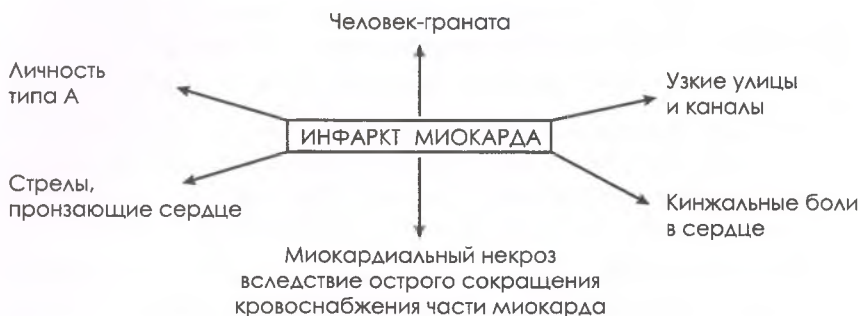 Человек-граната
Личность
типа А
Узкие улицы
и каналы
ИНФАРКТ МИОКАРДА
Стрелы,
пронзающие сердце
Кинжальные боли
в сердце
Миокардиальный некроз
вследствие острого сокращения
кровоснабжения части миокарда